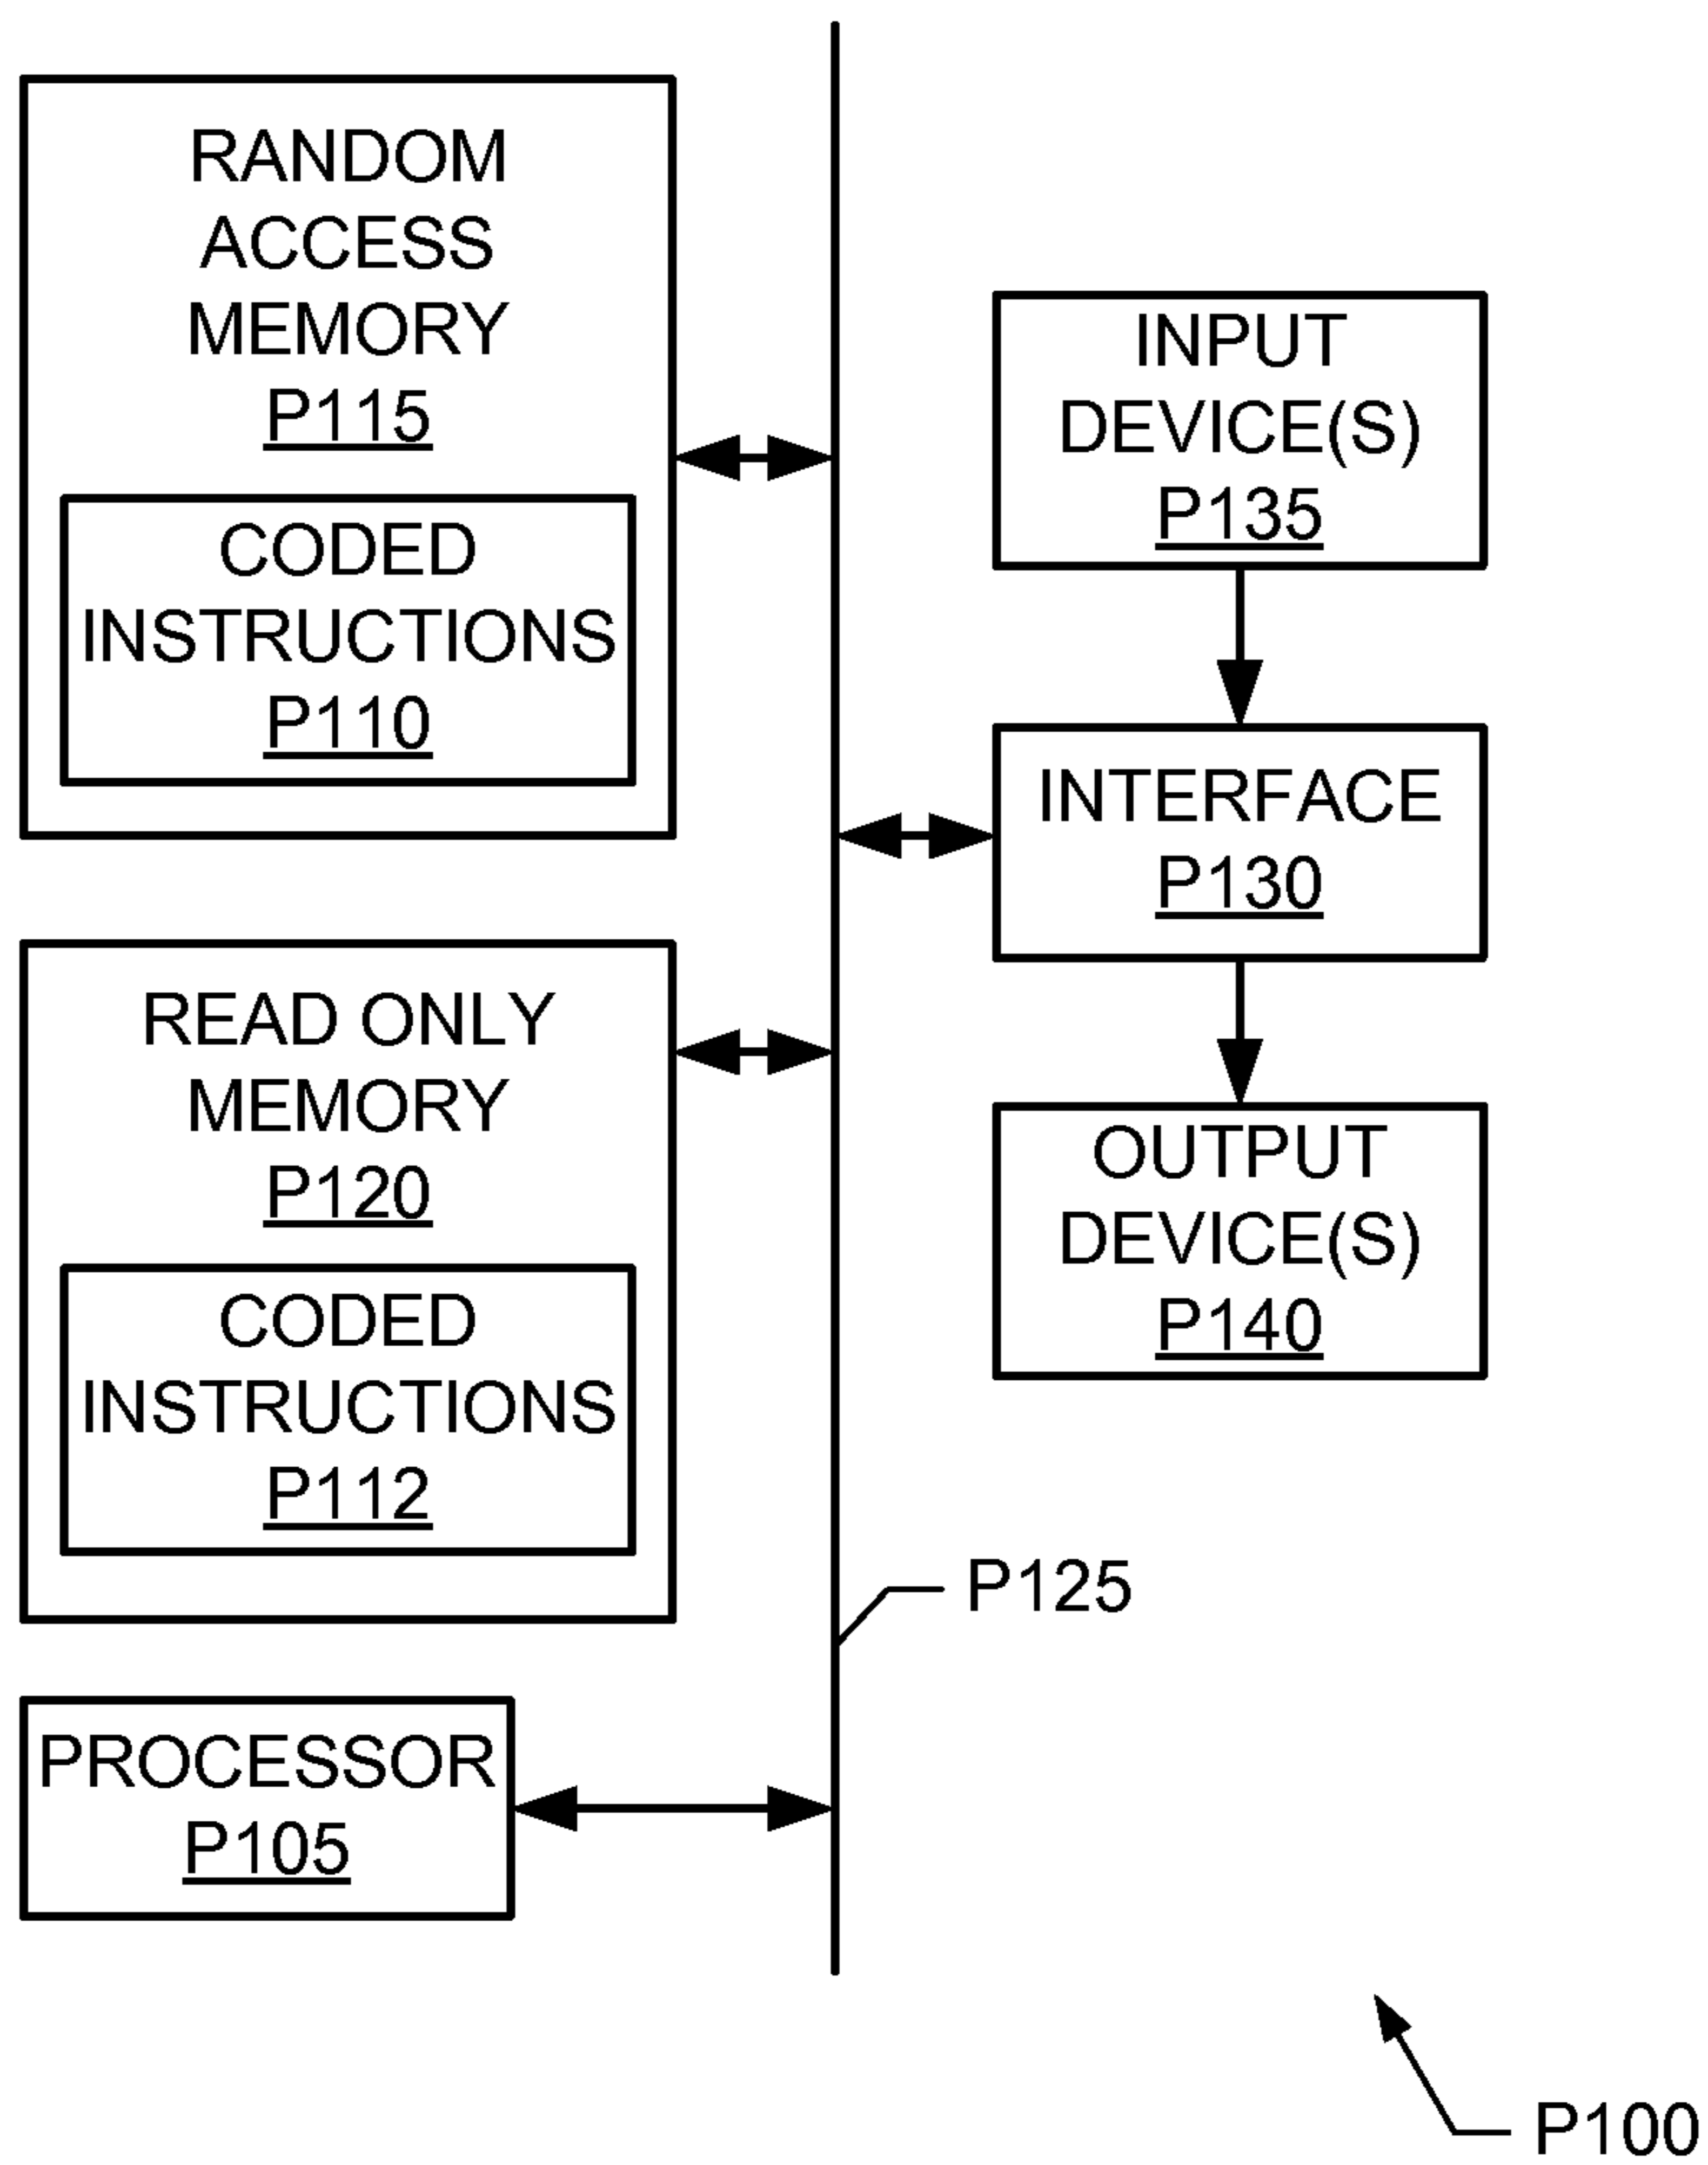 RANDOM
ACCESS
MEMORY
P115
CODED
INSTRUCTIONS
P110
READ ONLY
MEMORY
P120
CODED
INSTRUCTIONS
P112
PROCESSOR
P105
INPUT
DEVICE(S)
P135
INTERFACE
P130
OUTPUT
DEVICE(S)
P140
P125
P100